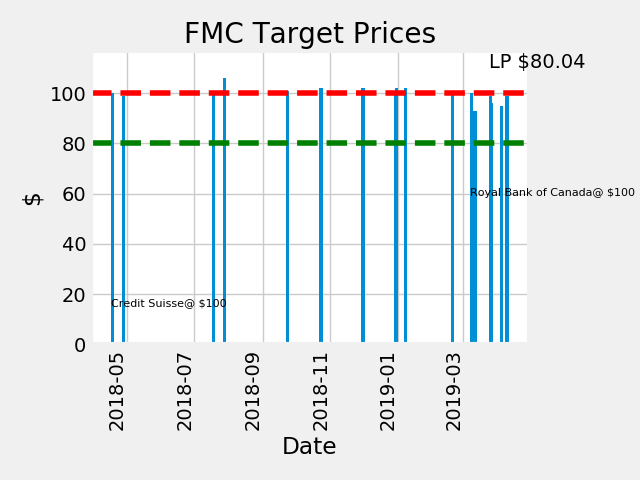 FMC Target Prices
LP $80.04
100
80
60
40
20
0
$
Royal Bank of Canada@ $100
Credit Suisse@ $100
2018-05
2018-07
2018-09
2018-11
2019-01
2019-03
Date